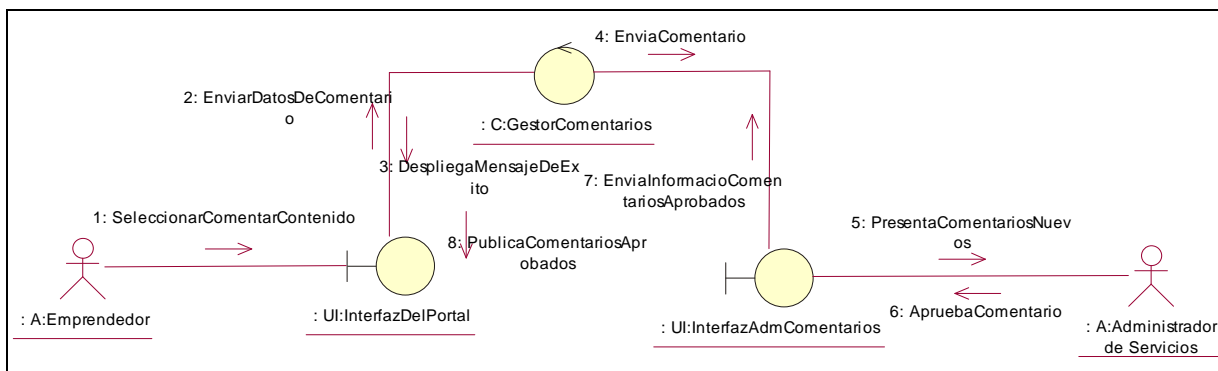 4: EnviaComentario
2: EnviarDatosDeComentari
o
: C:GestorComentarios
3: DespliegaMensajeDeEx
ito
7: EnviaInformacioComen
tariosAprobados
1: SeleccionarComentarContenido
5: PresentaComentariosNuev
os
8: PublicaComentariosApr
obados
6: ApruebaComentario
: A:Emprendedor
: UI:InterfazDelPortal
: UI:InterfazAdmComentarios
: A:Administrador
de Servicios